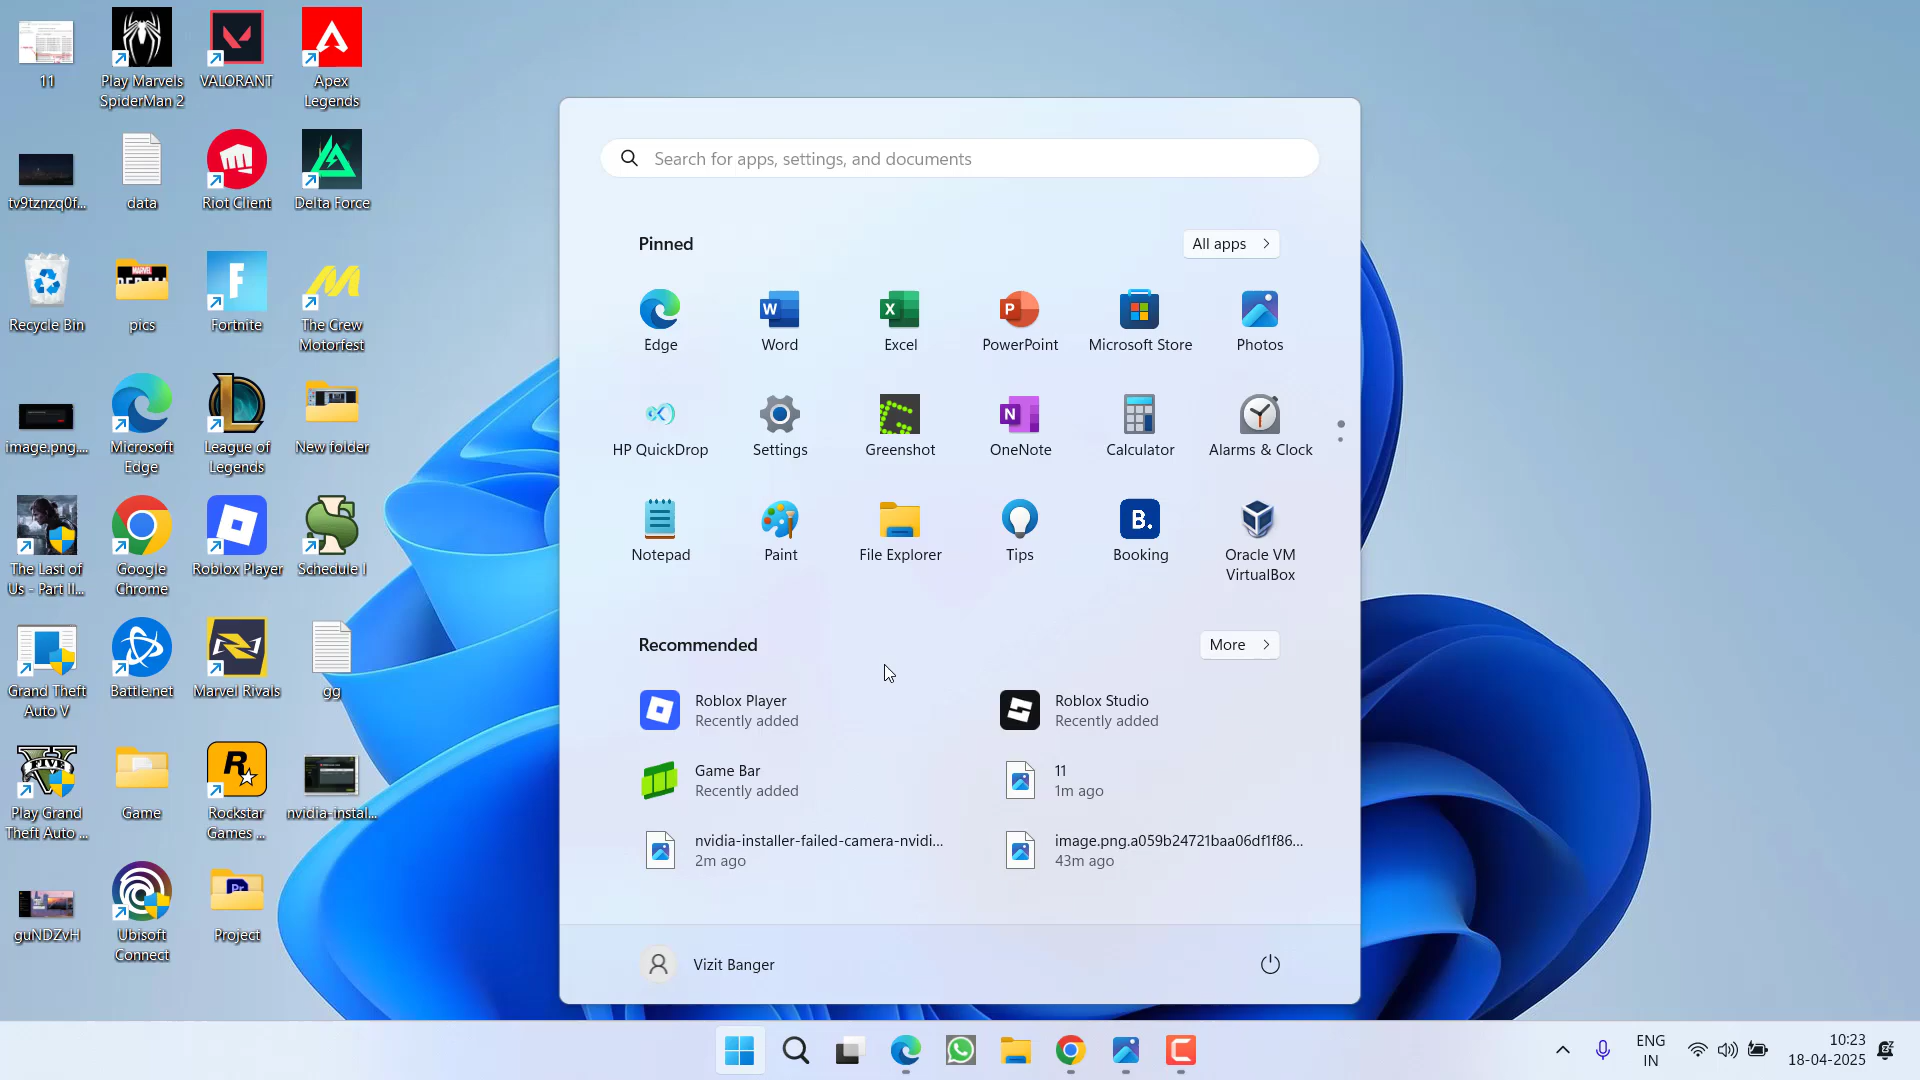 11
Play Marvels
SpiderMan 2
VALORANT
Apex
Legends
tv9tznzq0f...
data
Riot Client
Delta Force
Recycle Bin
pics
Fortnite
The Crew
Motorfest
image.png....
Microsoft
Edge
League of
Legends
New folder
The Last of
Us - Part II...
Google
Chrome
Roblox Player
Schedule I
Grand Theft
Auto V
Battle.net
Marvel Rivals
gg
FIVE
Play Grand
Theft Auto ...
Game
Rockstar
Games ...
nvidia-instal...
guNDZvH
Ubisoft
Connect
Pr
Project
Search for apps, settings, and documents
Pinned
All apps
Edge
Word
Excel
PowerPoint
Microsoft Store
Photos
HP QuickDrop
Settings
Greenshot
OneNote
Calculator
Alarms & Clock
Notepad
Paint
File Explorer
Tips
B.
Booking
Oracle VM
VirtualBox
Recommended
More
Roblox Player
Recently added
Roblox Studio
Recently added
Game Bar
Recently added
11
1m ago
nvidia-installer-failed-camera-nvidi...
2m ago
image.png.a059b24721baa06df1f86...
43m ago
Vizit Banger
ENG
IN
10:23
18-04-2025